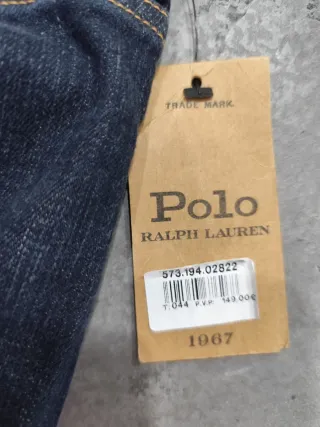 TRADE MARK
Polo
RALPH LAUREN
573.194.02822
T.044 P.V.P. 149,00€
1967